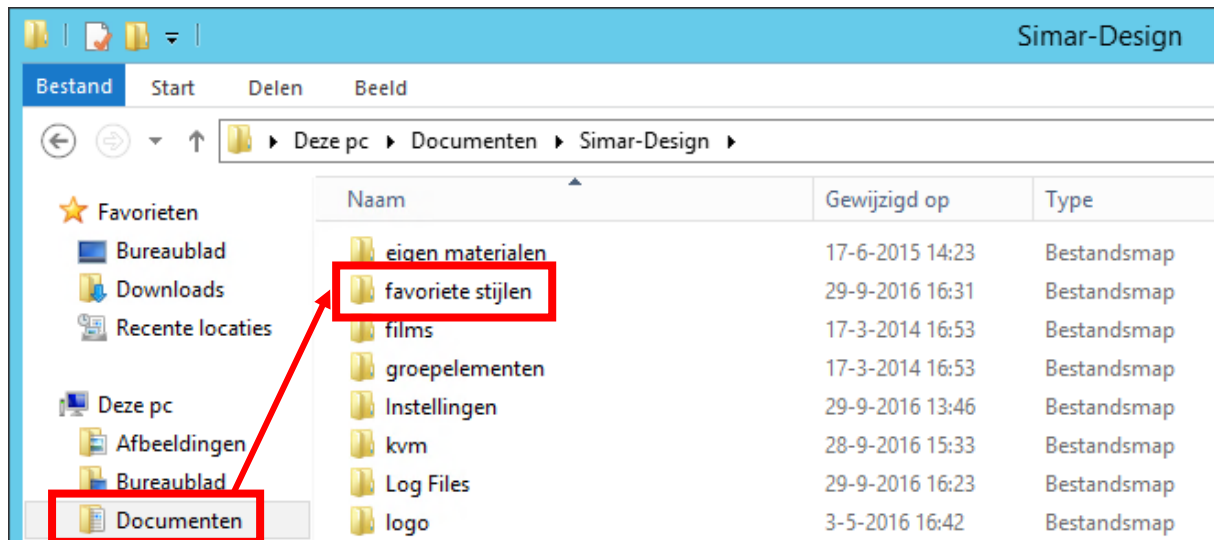 Simar-Design
Bestand Start Delen Beeld
Deze pc Documenten Simar-Design
Naam Gewijzigd op Type
Favorieten
Bureaublad
Downloads
Recente locaties
Deze pc
Afbeeldingen
Bureaublad
Documenten
eigen materialen 17-6-2015 14:23 Bestandsmap
favoriete stijlen 29-9-2016 16:31 Bestandsmap
films 17-3-2014 16:53 Bestandsmap
groepelementen 17-3-2014 16:53 Bestandsmap
Instellingen 29-9-2016 13:46 Bestandsmap
kvm 28-9-2016 15:33 Bestandsmap
Log Files 29-9-2016 16:23 Bestandsmap
logo 3-5-2016 16:42 Bestandsmap